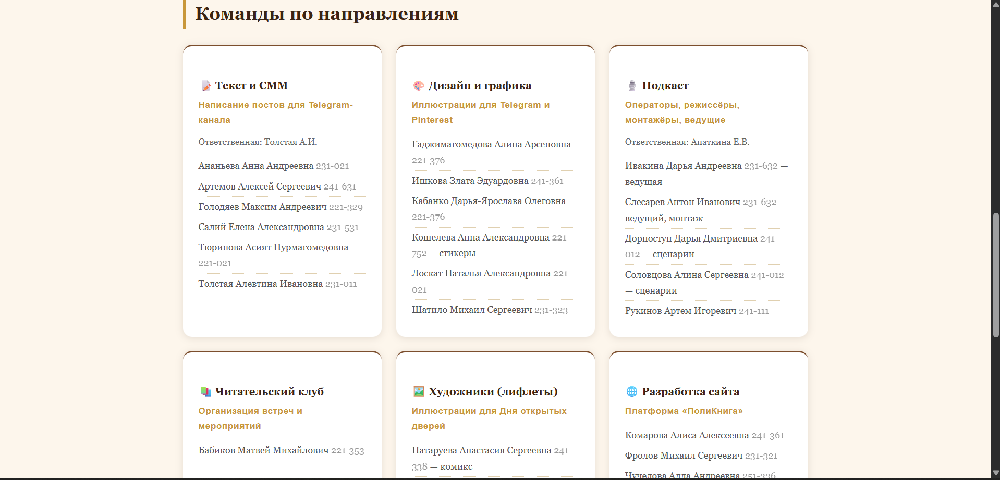 Команды по направлениям
Текст и СММ
Написание постов для Telegram-
канала
Ответственная: Толстая А.И.
Ананьева Анна Андреевна 231-021
Артемов Алексей Сергеевич 241-631
Голодяев Максим Андреевич 221-329
Салий Елена Александровна 231-531
Тюринова Асият Нурмагомедовна
221-021
Толстая Алевтина Ивановна 231-011
Дизайн и графика
Иллюстрации для Telegram и
Pinterest
Гаджимагомедова Алина Арсеновна
221-376
Ишкова Злата Эдуардовна 241-361
Кабанко Дарья-Ярослава Олеговна
221-376
Кошелева Анна Александровна 221-
752 — стикеры
Лоскат Наталья Александровна 221-
021
Шатило Михаил Сергеевич 231-323
Подкаст
Операторы, режиссёры,
монтажёры, ведущие
Ответственная: Апаткина Е.В.
Ивакина Дарья Андреевна 231-632 —
ведущая
Слесарев Антон Иванович 231-632 —
ведущий, монтаж
Дорноступ Дарья Дмитриевна 241-
012 — сценарии
Соловцова Алина Сергеевна 241-012
— сценарии
Рукинов Артем Игоревич 241-111
Читательский клуб
Организация встреч и
мероприятий
Бабиков Матвей Михайлович 221-353
Художники (лифлеты)
Иллюстрации для Дня открытых
дверей
Патаруева Анастасия Сергеевна 241-
338 — комикс
Разработка сайта
Платформа «ПолиКнига»
Комарова Алиса Алексеевна 241-361
Фролов Михаил Сергеевич 231-321
Чучелова Алла Андреевна 251-336